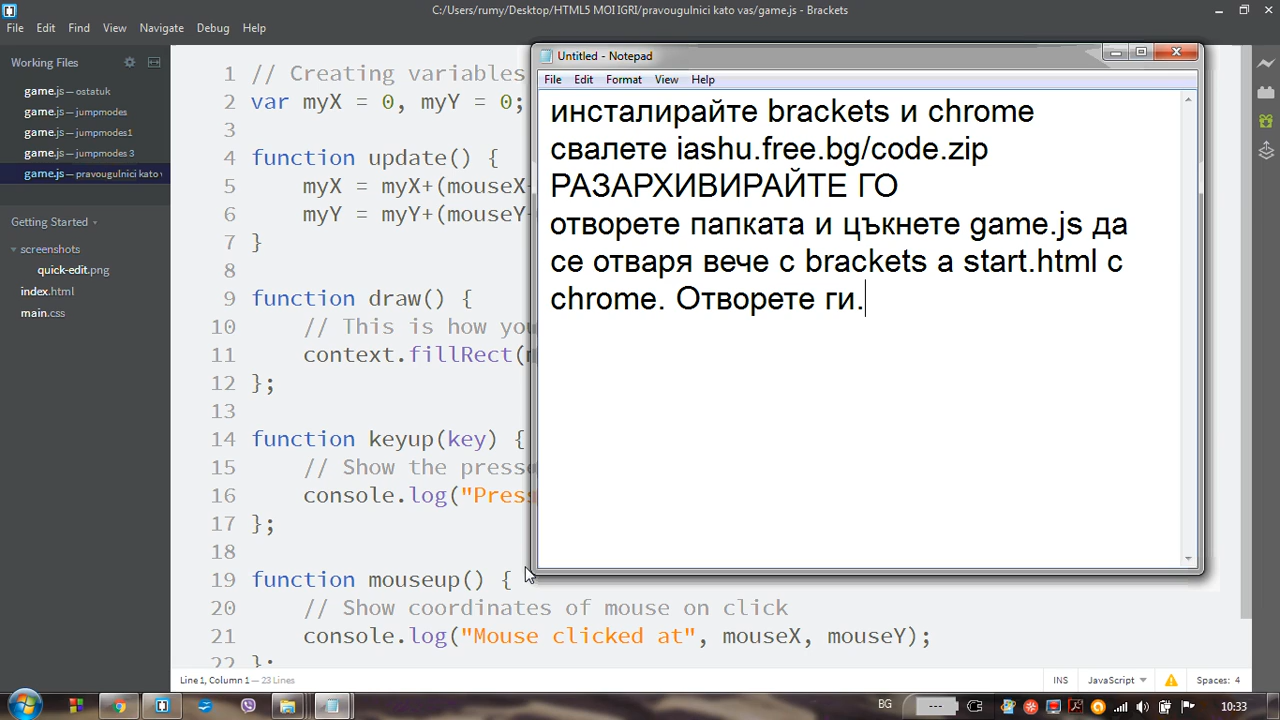 C:/Users/rumy/Desktop/HTML5 MOI IGRI/pravougulnici kato vas/game.js - Brackets
File Edit Find View Navigate Debug Help
Working Files
game.js — ostatuk
game.js — jumpmodes
game.js — jumpmodes1
game.js — jumpmodes 3
game.js — pravougulnici kato v
Getting Started
screenshots
quick-edit.png
index.html
main.css
1 // Creating variables
2 var myX = 0, myY = 0;
3
4 function update() {
5 myX = myX+(mouseX-
6 myY = myY+(mouseY-
7 }
8
9 function draw() {
10 // This is how you
11 context.fillRect(m
12 };
13
14 function keyup(key) {
15 // Show the presse
16 console.log("Press
17 };
18
19 function mouseup() {
20 // Show coordinates of mouse on click
21 console.log("Mouse clicked at", mouseX, mouseY);
22 };
Untitled - Notepad
File Edit Format View Help
инсталирайте brackets и chrome
свалете iashu.free.bg/code.zip
РАЗАРХИВИРАЙТЕ ГО
отворете папката и цъкнете game.js да
се отваря вече с brackets а start.html с
chrome. Отворете ги.
Line 1, Column 1 — 23 Lines
INS JavaScript Spaces: 4
BG 10:33